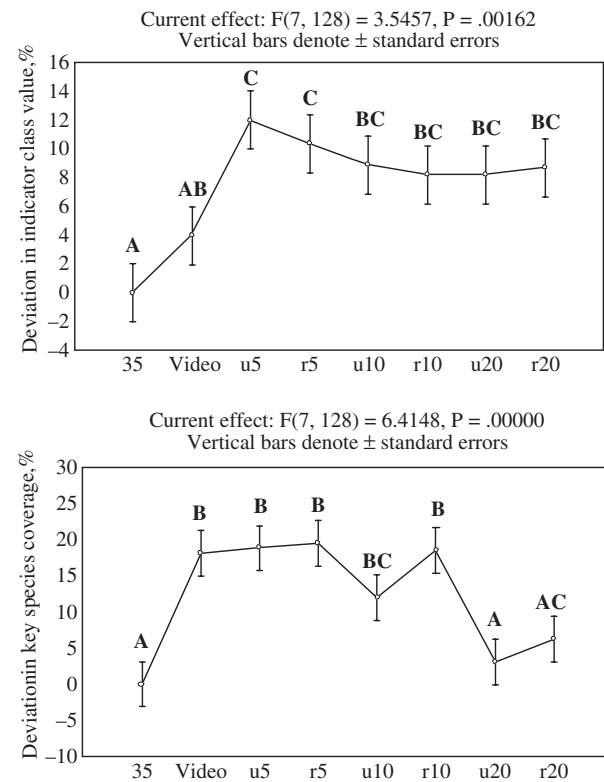 Current effect: F(7, 128) = 3.5457, P = .00162
Vertical bars denote ± standard errors
Deviation in indicator class value,%
16
14
12
10
8
6
4
2
0
−2
−4
A
AB
C
C
BC
BC
BC
BC
35 Video u5 r5 u10 r10 u20 r20
Current effect: F(7, 128) = 6.4148, P = .00000
Vertical bars denote ± standard errors
Deviationin key species coverage,%
30
25
20
15
10
5
0
−5
−10
A
B
B
B
BC
B
A
AC
35 Video u5 r5 u10 r10 u20 r20